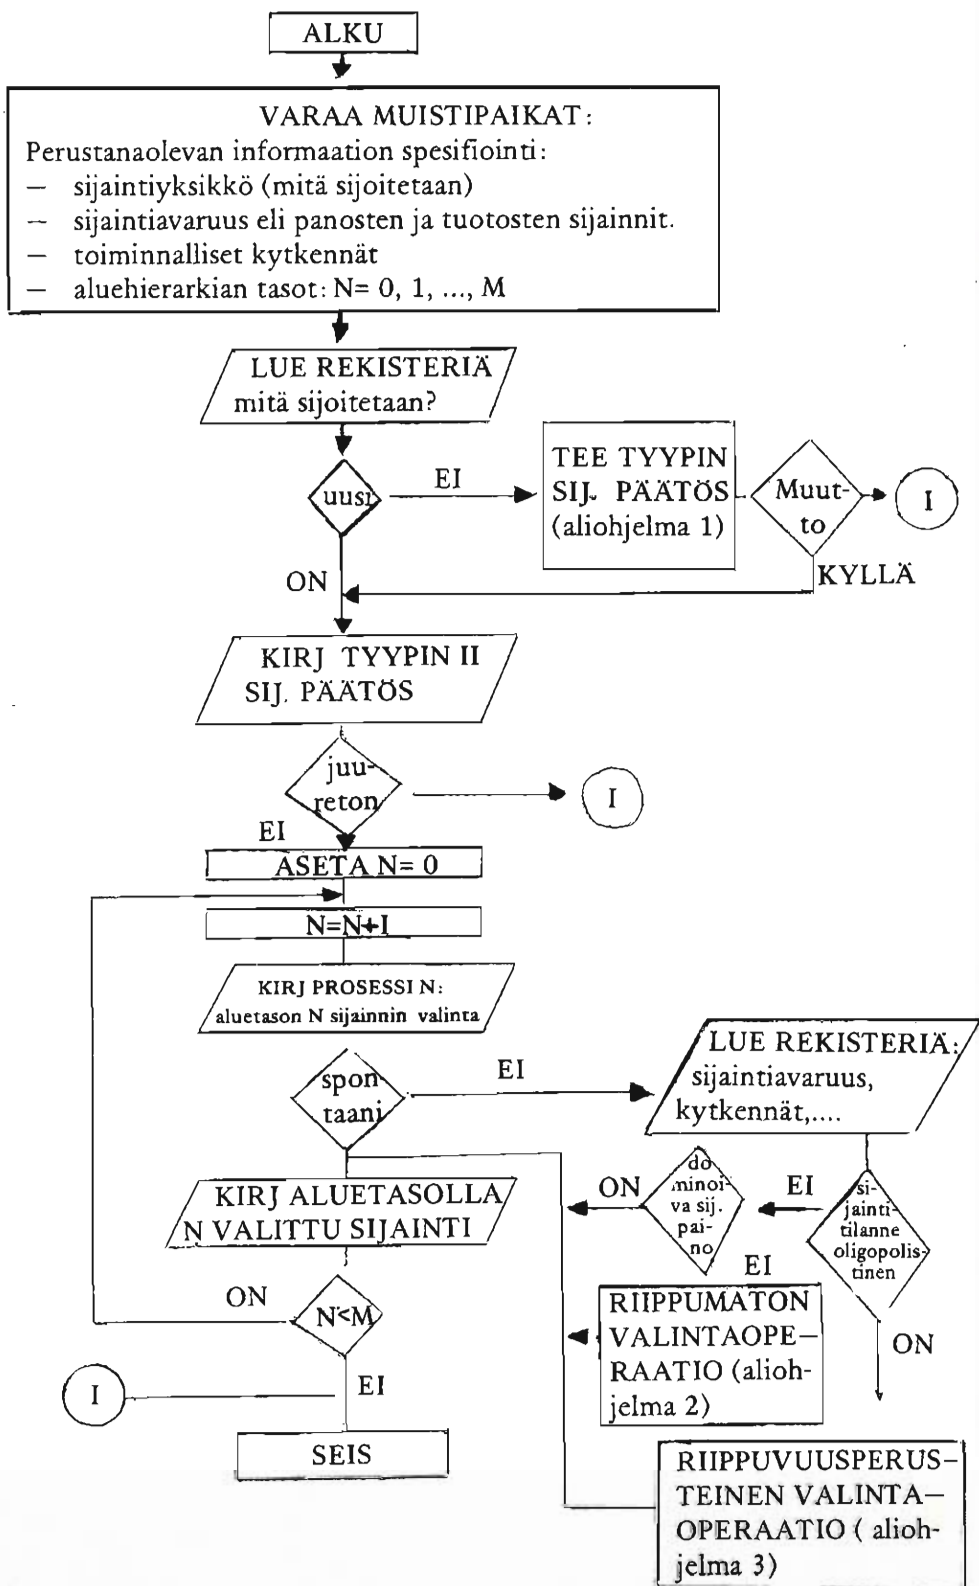 ALKU
VARAA MUISTIPAIKAT:
Perustanaolevan informaation spesifiointi:
— sijaintiyksikkö (mitä sijoitetaan)
— sijaintiavaruus eli panosten ja tuotosten sijainnit.
— toiminnalliset kytkennät
— aluehierarkian tasot: N= 0, 1, ..., M
LUE REKISTERIÄ
mitä sijoitetaan?
uusi
EI
TEE TYYPIN
SIJ. PÄÄTÖS
(aliohjelma 1)
Muut-
to
I
KYLLÄ
ON
KIRJ TYYPIN II
SIJ. PÄÄTÖS
juu-
reton
I
EI
ASETA N= 0
N=N+I
KIRJ PROSESSI N:
aluetason N sijainnin valinta
spon-
taani
EI
LUE REKISTERIÄ:
sijaintiavaruus,
kytkennät,....
KIRJ ALUETASOLLA
N VALITTU SIJAINTI
ON
do
minoi-
va sij.
pai-
no
EI
si-
jainti-
tilanne
oligopolis-
tinen
EI
ON
RIIPPUMATON
VALINTAOPE—
RAATIO (alioh-
jelma 2)
ON
N<M
I
EI
SEIS
RIIPPUVUUSPERUS—
TEINEN VALINTA—
OPERAATIO ( alioh-
jelma 3)